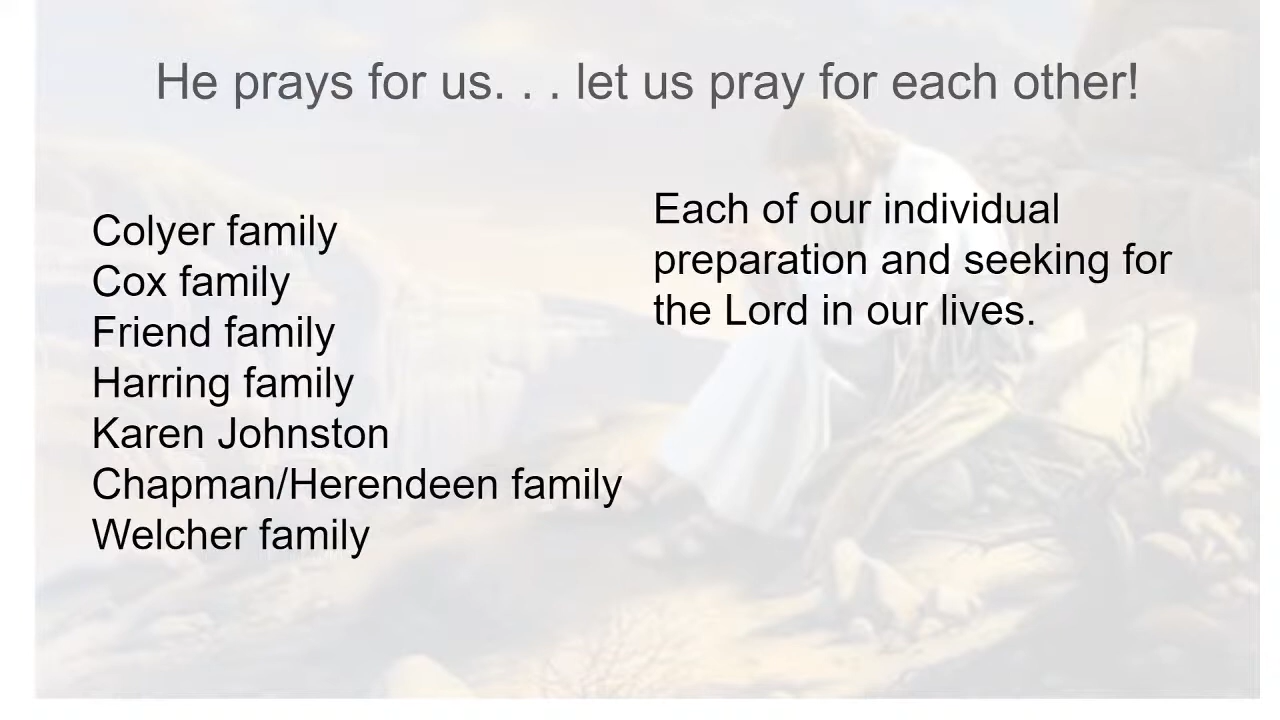 He prays for us. . . let us pray for each other!
Colyer family
Cox family
Friend family
Harring family
Karen Johnston
Chapman/Herendeen family
Welcher family
Each of our individual
preparation and seeking for
the Lord in our lives.